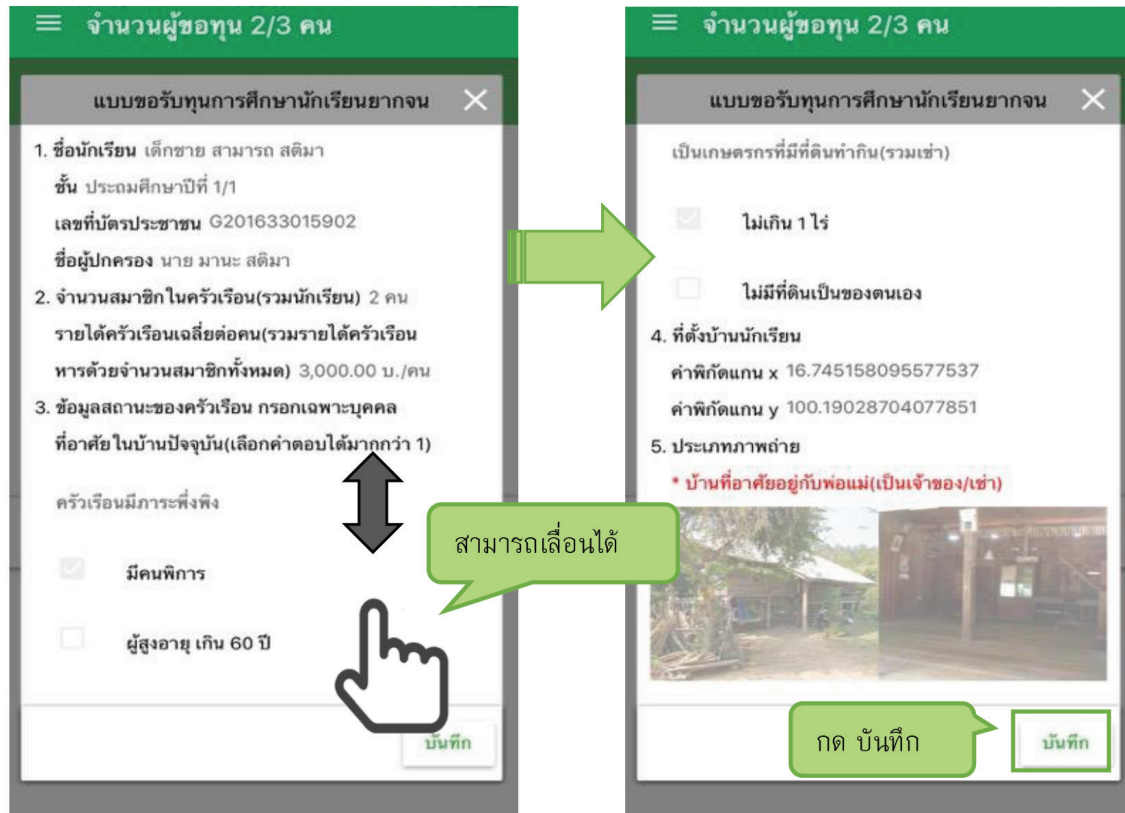 จำนวนผู้ขอทุน 2/3 คน
แบบขอรับทุนการศึกษานักเรียนยากจน
1. ชื่อนักเรียน เด็กชาย สามารถ สติมา
ชั้น ประถมศึกษาปีที่ 1/1
เลขที่บัตรประชาชน G201633015902
ชื่อผู้ปกครอง นาย มานะ สติมา
2. จำนวนสมาชิกในครัวเรือน(รวมนักเรียน) 2 คน
รายได้ครัวเรือนเฉลี่ยต่อคน(รวมรายได้ครัวเรือน
หารด้วยจำนวนสมาชิกทั้งหมด) 3,000.00 บ./คน
3. ข้อมูลสถานะของครัวเรือน กรอกเฉพาะบุคคล
ที่อาศัยในบ้านปัจจุบัน(เลือกคำตอบได้มากกว่า 1)
ครัวเรือนมีภาระพึ่งพิง
มีคนพิการ
ผู้สูงอายุ เกิน 60 ปี
บันทึก
สามารถเลื่อนได้
จำนวนผู้ขอทุน 2/3 คน
แบบขอรับทุนการศึกษานักเรียนยากจน
เป็นเกษตรกรที่มีที่ดินทำกิน(รวมเช่า)
ไม่เกิน 1 ไร่
ไม่มีที่ดินเป็นของตนเอง
4. ที่ตั้งบ้านนักเรียน
ค่าพิกัดแกน x 16.745158095577537
ค่าพิกัดแกน y 100.19028704077851
5. ประเภทภาพถ่าย
* บ้านที่อาศัยอยู่กับพ่อแม่(เป็นเจ้าของ/เช่า)
กด บันทึก
บันทึก